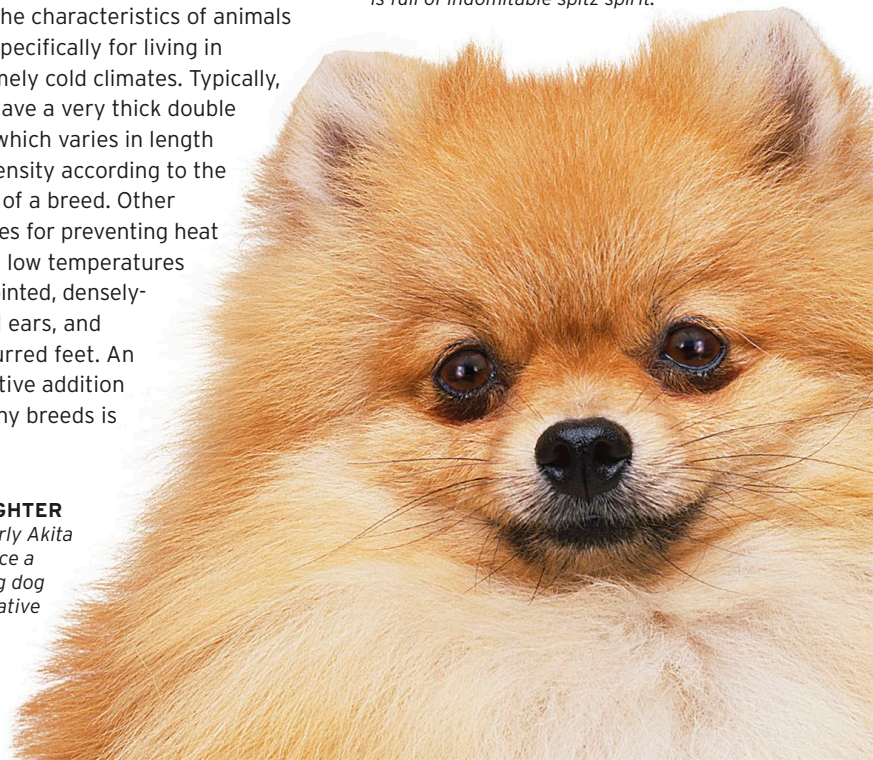 he characteristics of animals
pecifically for living in
mely cold climates. Typically,
ave a very thick double
which varies in length
ensity according to the
of a breed. Other
es for preventing heat
low temperatures
inted, densely-
ears, and
urred feet. An
tive addition
ny breeds is
GHTER
rly Akita
ce a
g dog
ative
is full of indomitable spitz spirit.